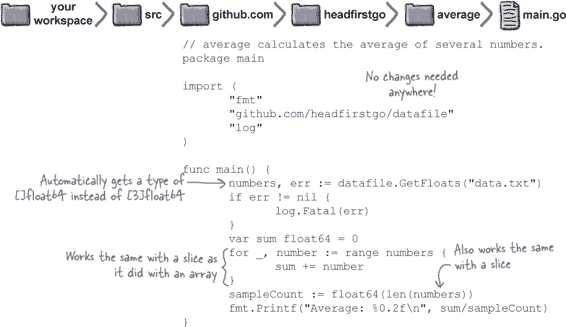 your workspace > src > github.com > headfirstgo > average > main.go
// average calculates the average of several numbers.
package main
No changes needed anywhere!
import (
"fmt"
"github.com/headfirstgo/datafile"
"log"
)
func main() {
Automatically gets a type of []float64 instead of [3]float64
numbers, err := datafile.GetFloats("data.txt")
if err != nil {
log.Fatal(err)
}
var sum float64 = 0
Works the same with a slice as it did with an array
for _, number := range numbers {
sum += number
}
Also works the same with a slice
sampleCount := float64(len(numbers))
fmt.Printf("Average: %0.2f\n", sum/sampleCount)
}